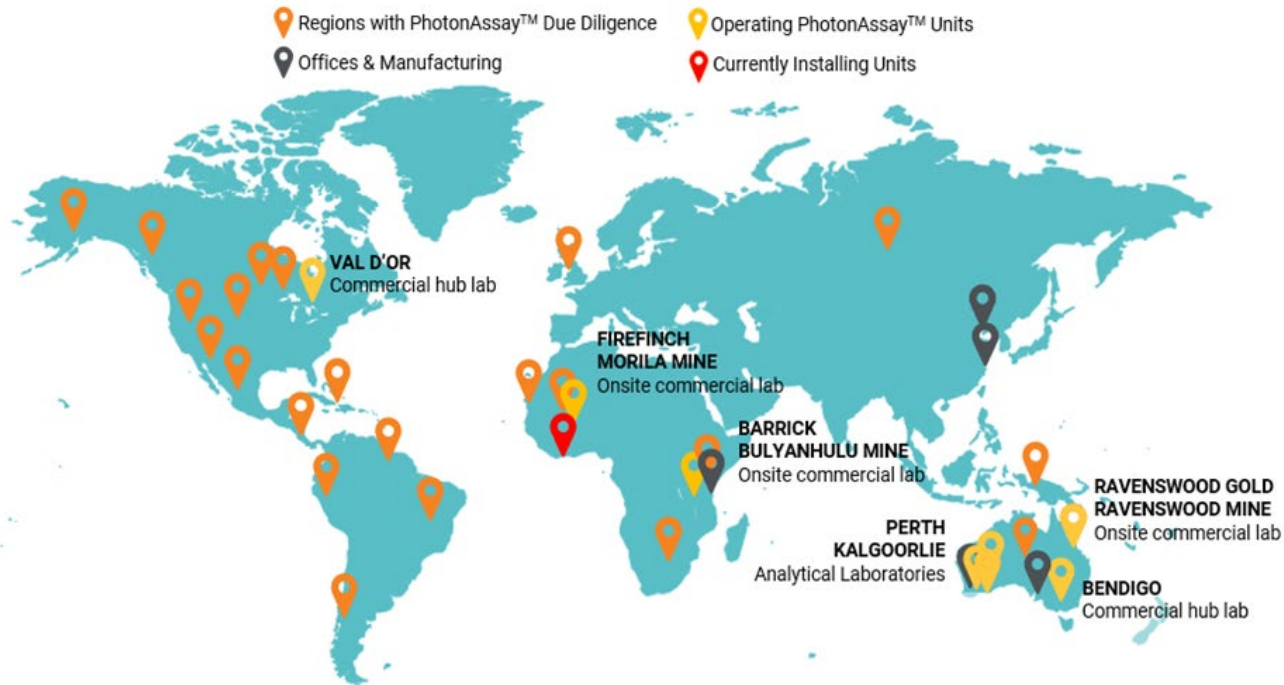 Regions with PhotonAssay™ Due Diligence
Operating PhotonAssay™ Units
Offices & Manufacturing
Currently Installing Units
VAL D'OR
Commercial hub lab
FIREFINCH
MORILA MINE
Onsite commercial lab
BARRICK
BULYANHULU MINE
Onsite commercial lab
RAVENSWOOD GOLD
RAVENSWOOD MINE
Onsite commercial lab
PERTH
KALGOORLIE
Analytical Laboratories
BENDIGO
Commercial hub lab